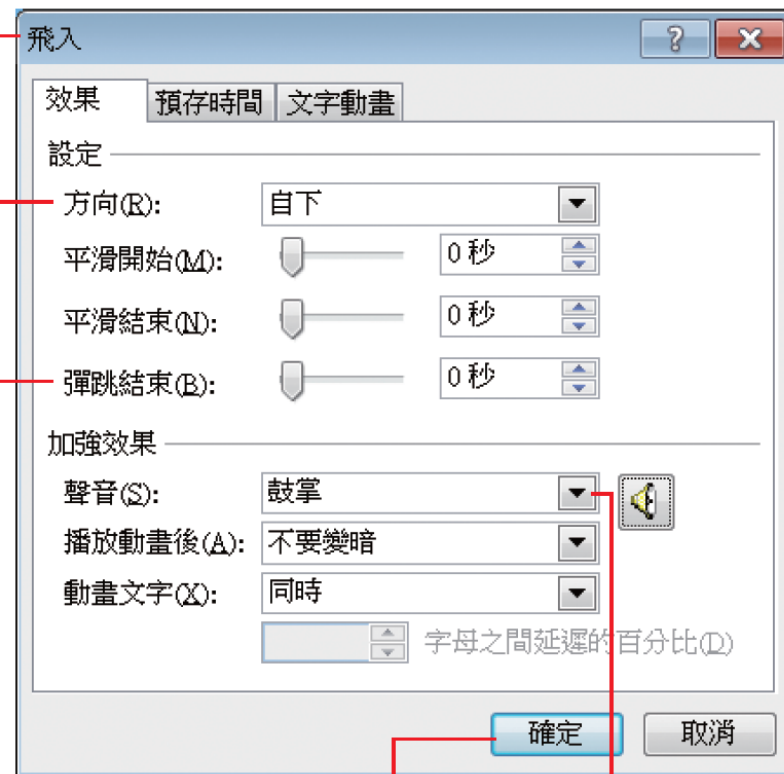 飛入
效果 預存時間 文字動畫
設定
方向(R): 自下
平滑開始(M): 0 秒
平滑結束(N): 0 秒
彈跳結束(B): 0 秒
加強效果
聲音(S): 鼓掌
播放動畫後(A): 不要變暗
動畫文字(X): 同時
字母之間延遲的百分比(D)
確定 取消